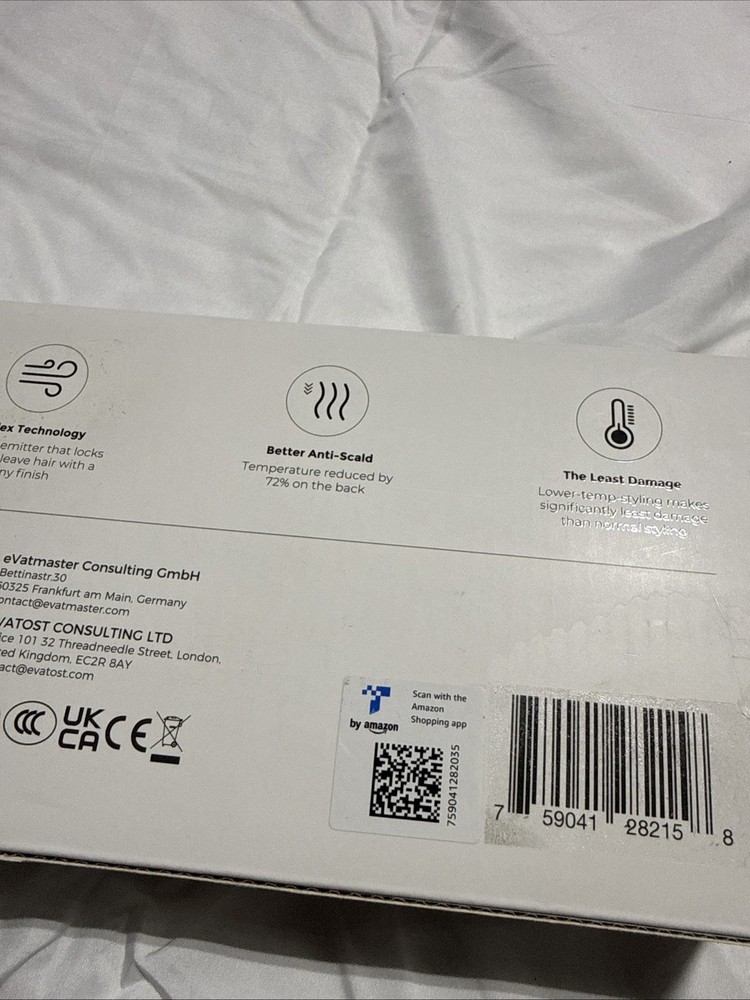 ex Technology
emitter that locks
leave hair with a
ny finish
Better Anti-Scald
Temperature reduced by
72% on the back
The Least Damage
Lower-temp-styling makes
significantly least damage
than normal styling
eVatmaster Consulting GmbH
Bettinastr.30
60325 Frankfurt am Main, Germany
ontact@evatmaster.com
VATOST CONSULTING LTD
ice 101 32 Threadneedle Street, London,
ed Kingdom, EC2R 8AY
act@evatost.com
CCC
UK
CA
CE
Scan with the
Amazon
Shopping app
by amazon
759041282035
7 59041 28215 8